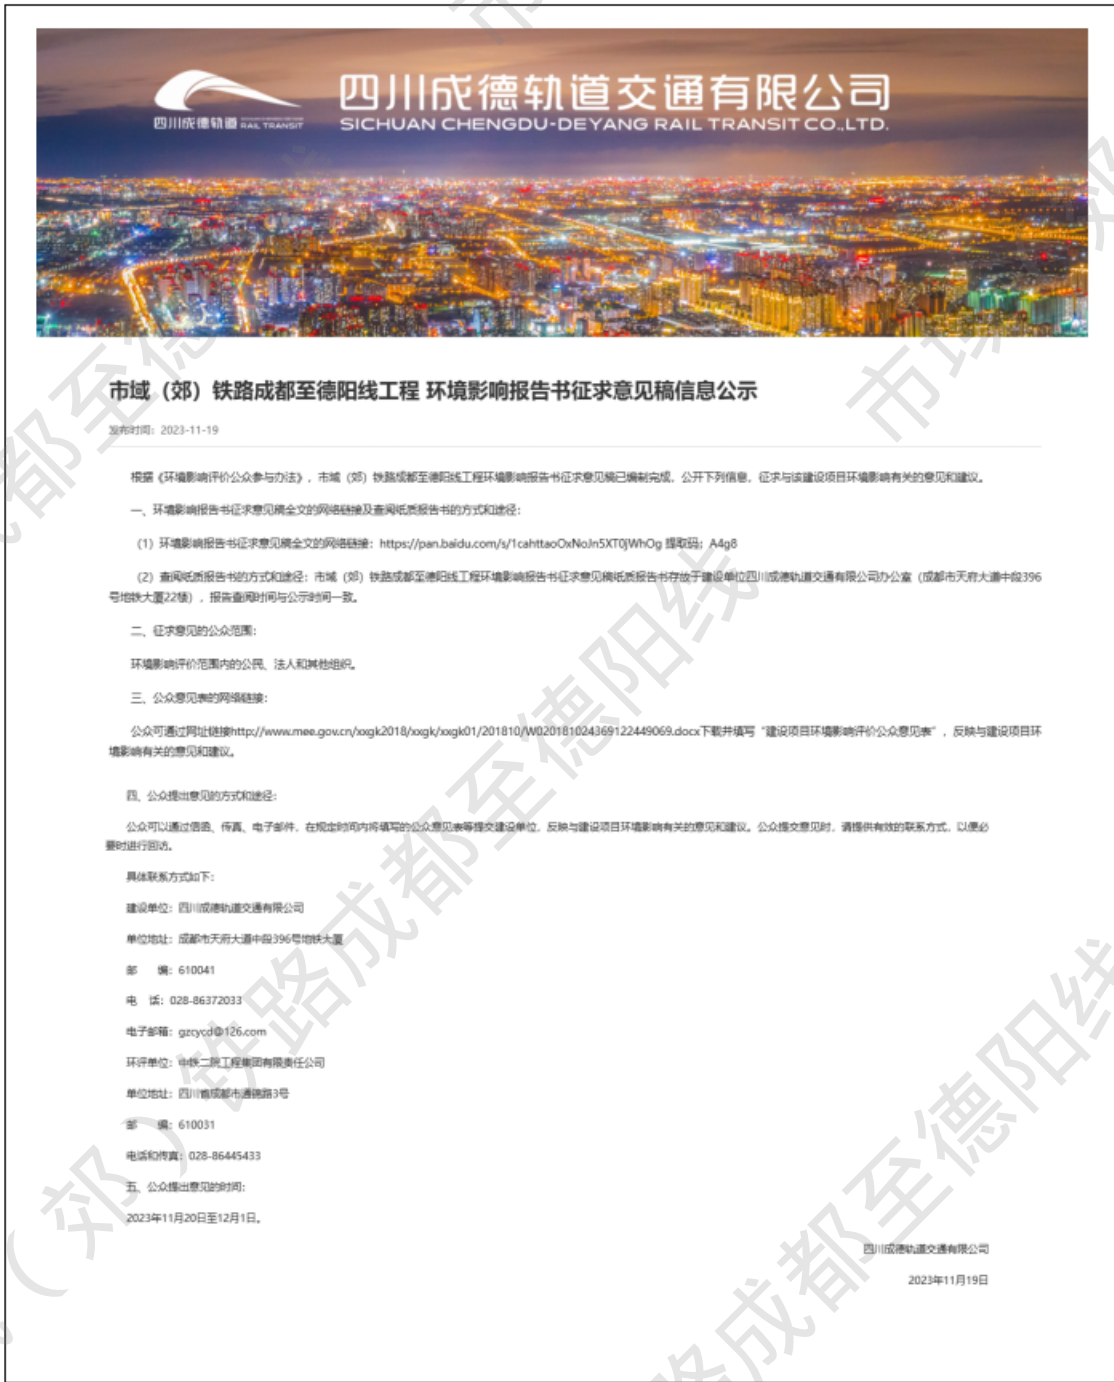 四川成德轨道 RAIL TRANSIT
四川成德轨道交通有限公司
SICHUAN CHENGDU-DEYANG RAIL TRANSIT CO.,LTD.
市域（郊）铁路成都至德阳线工程 环境影响报告书征求意见稿信息公示
发布时间：2023-11-19
根据《环境影响评价公众参与办法》，市域（郊）铁路成都至德阳线工程环境影响报告书征求意见稿已编制完成，公开下列信息，征求与该建设项目环境影响有关的意见和建议。
一、环境影响报告书征求意见稿全文的网络链接及查阅纸质报告书的方式和途径：
（1）环境影响报告书征求意见稿全文的网络链接：https://pan.baidu.com/s/1cahttaoOxNoJn5XT0jWhOg 提取码：A4g8
（2）查阅纸质报告书的方式和途径：市域（郊）铁路成都至德阳线工程环境影响报告书征求意见稿纸质报告书存放于建设单位四川成德轨道交通有限公司办公室（成都市天府大道中段396
号地铁大厦22楼），报告查阅时间与公示时间一致。
二、征求意见的公众范围：
环境影响评价范围内的公民、法人和其他组织。
三、公众意见表的网络链接：
公众可通过网址链接http://www.mee.gov.cn/xxgk2018/xxgk/xxgk01/201810/W020181024369122449069.docx下载并填写“建设项目环境影响评价公众意见表”，反映与建设项目环
境影响有关的意见和建议。
四、公众提出意见的方式和途径：
公众可以通过信函、传真、电子邮件，在规定时间内将填写的公众意见表等提交建设单位，反映与建设项目环境影响有关的意见和建议。公众提交意见时，请提供有效的联系方式，以便必
要时进行回访。
具体联系方式如下：
建设单位：四川成德轨道交通有限公司
单位地址：成都市天府大道中段396号地铁大厦
邮 编：610041
电 话：028-86372033
电子邮箱：gzcycd@126.com
环评单位：中铁二院工程集团有限责任公司
单位地址：四川省成都市通锦路3号
邮 编：610031
电话和传真：028-86445433
五、公众提出意见的时间：
2023年11月20日至12月1日。
四川成德轨道交通有限公司
2023年11月19日